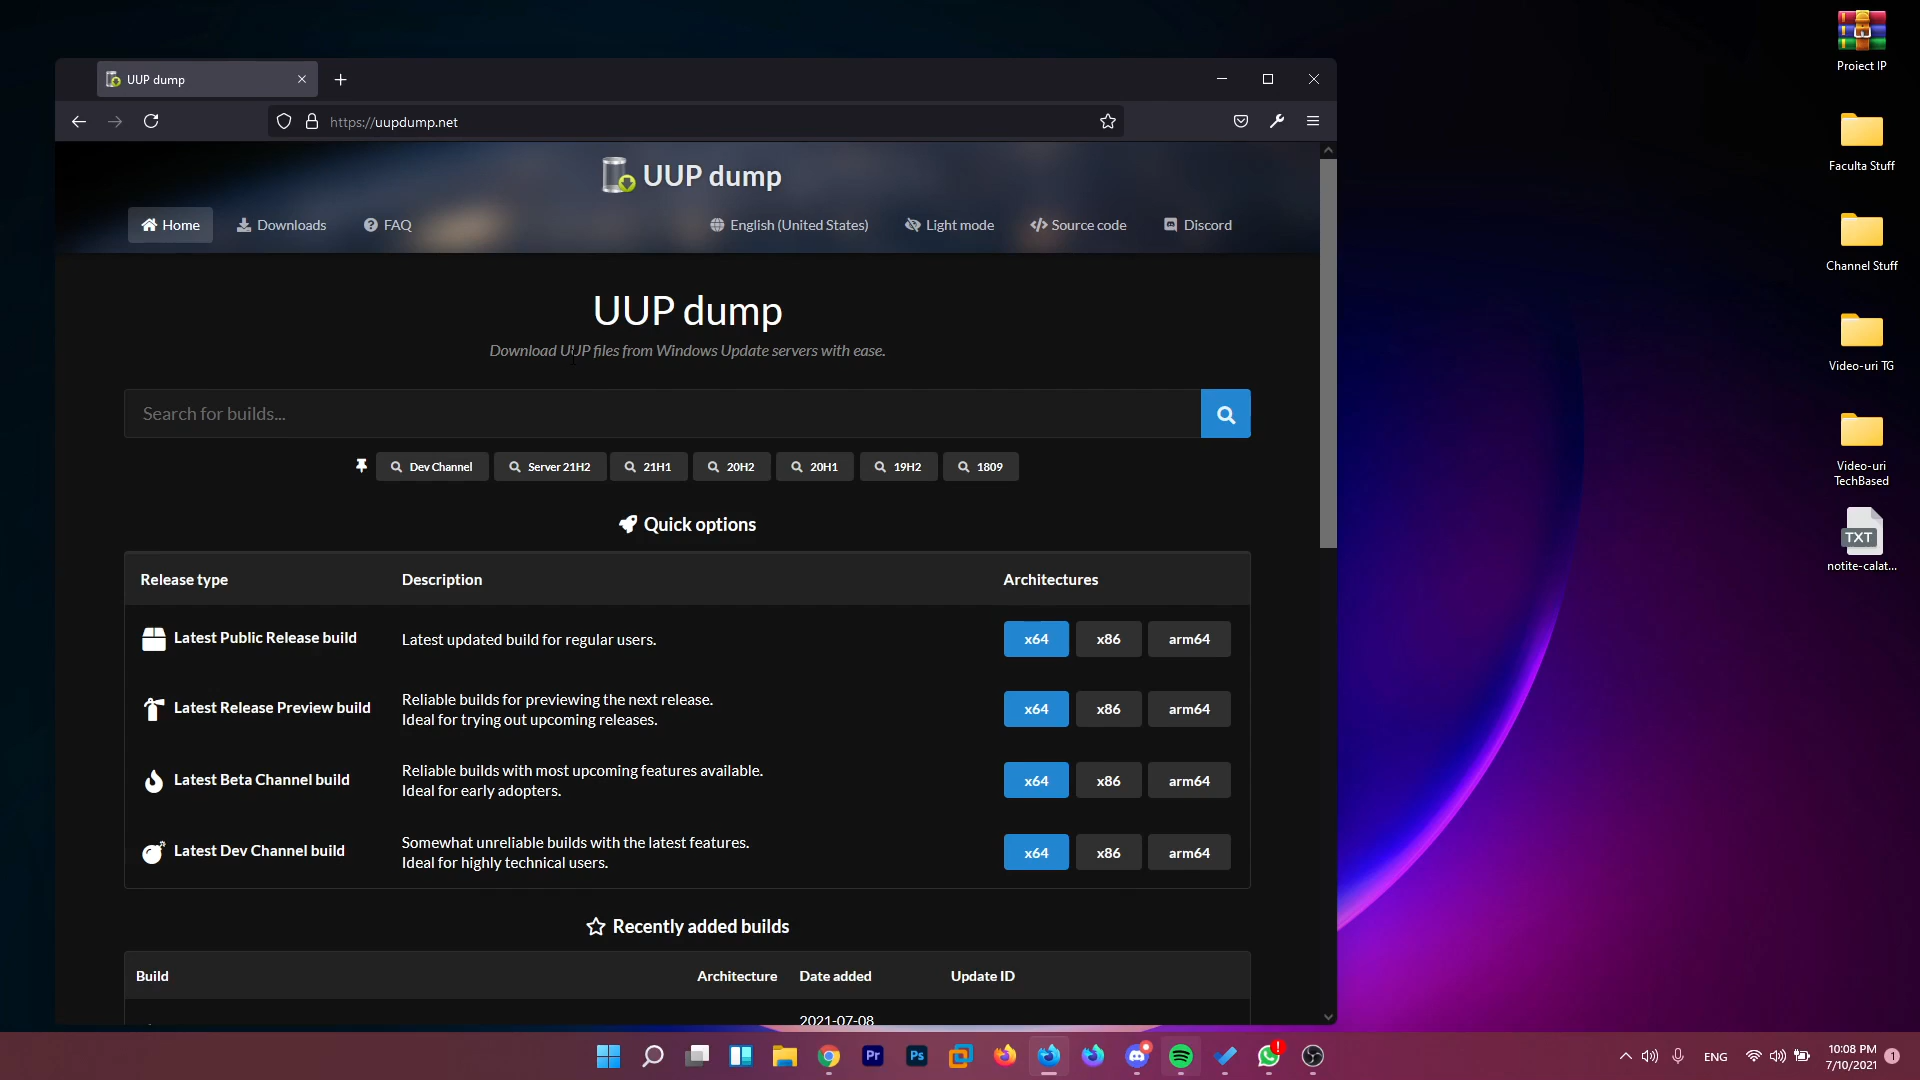 UUP dump
https://uupdump.net
UUP dump
Home
Downloads
FAQ
English (United States)
Light mode
Source code
Discord
UUP dump
Download UUP files from Windows Update servers with ease.
Search for builds...
Dev Channel
Server 21H2
21H1
20H2
20H1
19H2
1809
Quick options
Release type
Description
Architectures
Latest Public Release build
Latest updated build for regular users.
x64
x86
arm64
Latest Release Preview build
Reliable builds for previewing the next release.
Ideal for trying out upcoming releases.
x64
x86
arm64
Latest Beta Channel build
Reliable builds with most upcoming features available.
Ideal for early adopters.
x64
x86
arm64
Latest Dev Channel build
Somewhat unreliable builds with the latest features.
Ideal for highly technical users.
x64
x86
arm64
Recently added builds
Build
Architecture
Date added
Update ID
2021-07-08
Proiect IP
Faculta Stuff
Channel Stuff
Video-uri TG
Video-uri
TechBased
TXT
notite-calat...
Pr
Ps
ENG
10:08 PM
7/10/2021
1